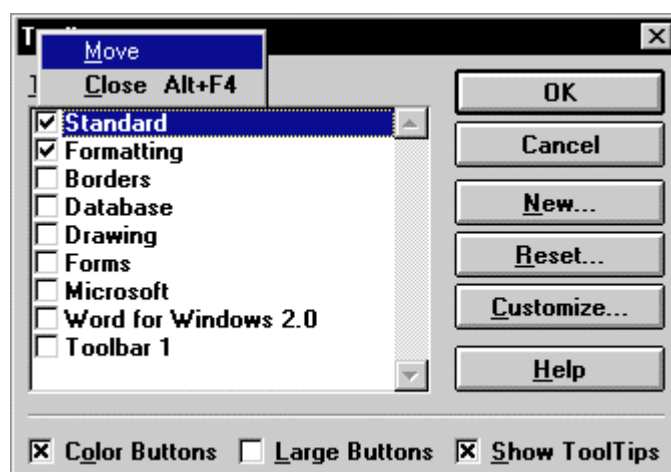 Move
Close Alt+F4
OK
Standard
Cancel
Formatting
Borders
New...
Database
Drawing
Reset...
Forms
Microsoft
Customize...
Word for Windows 2.0
Toolbar 1
Help
Color Buttons Large Buttons Show ToolTips